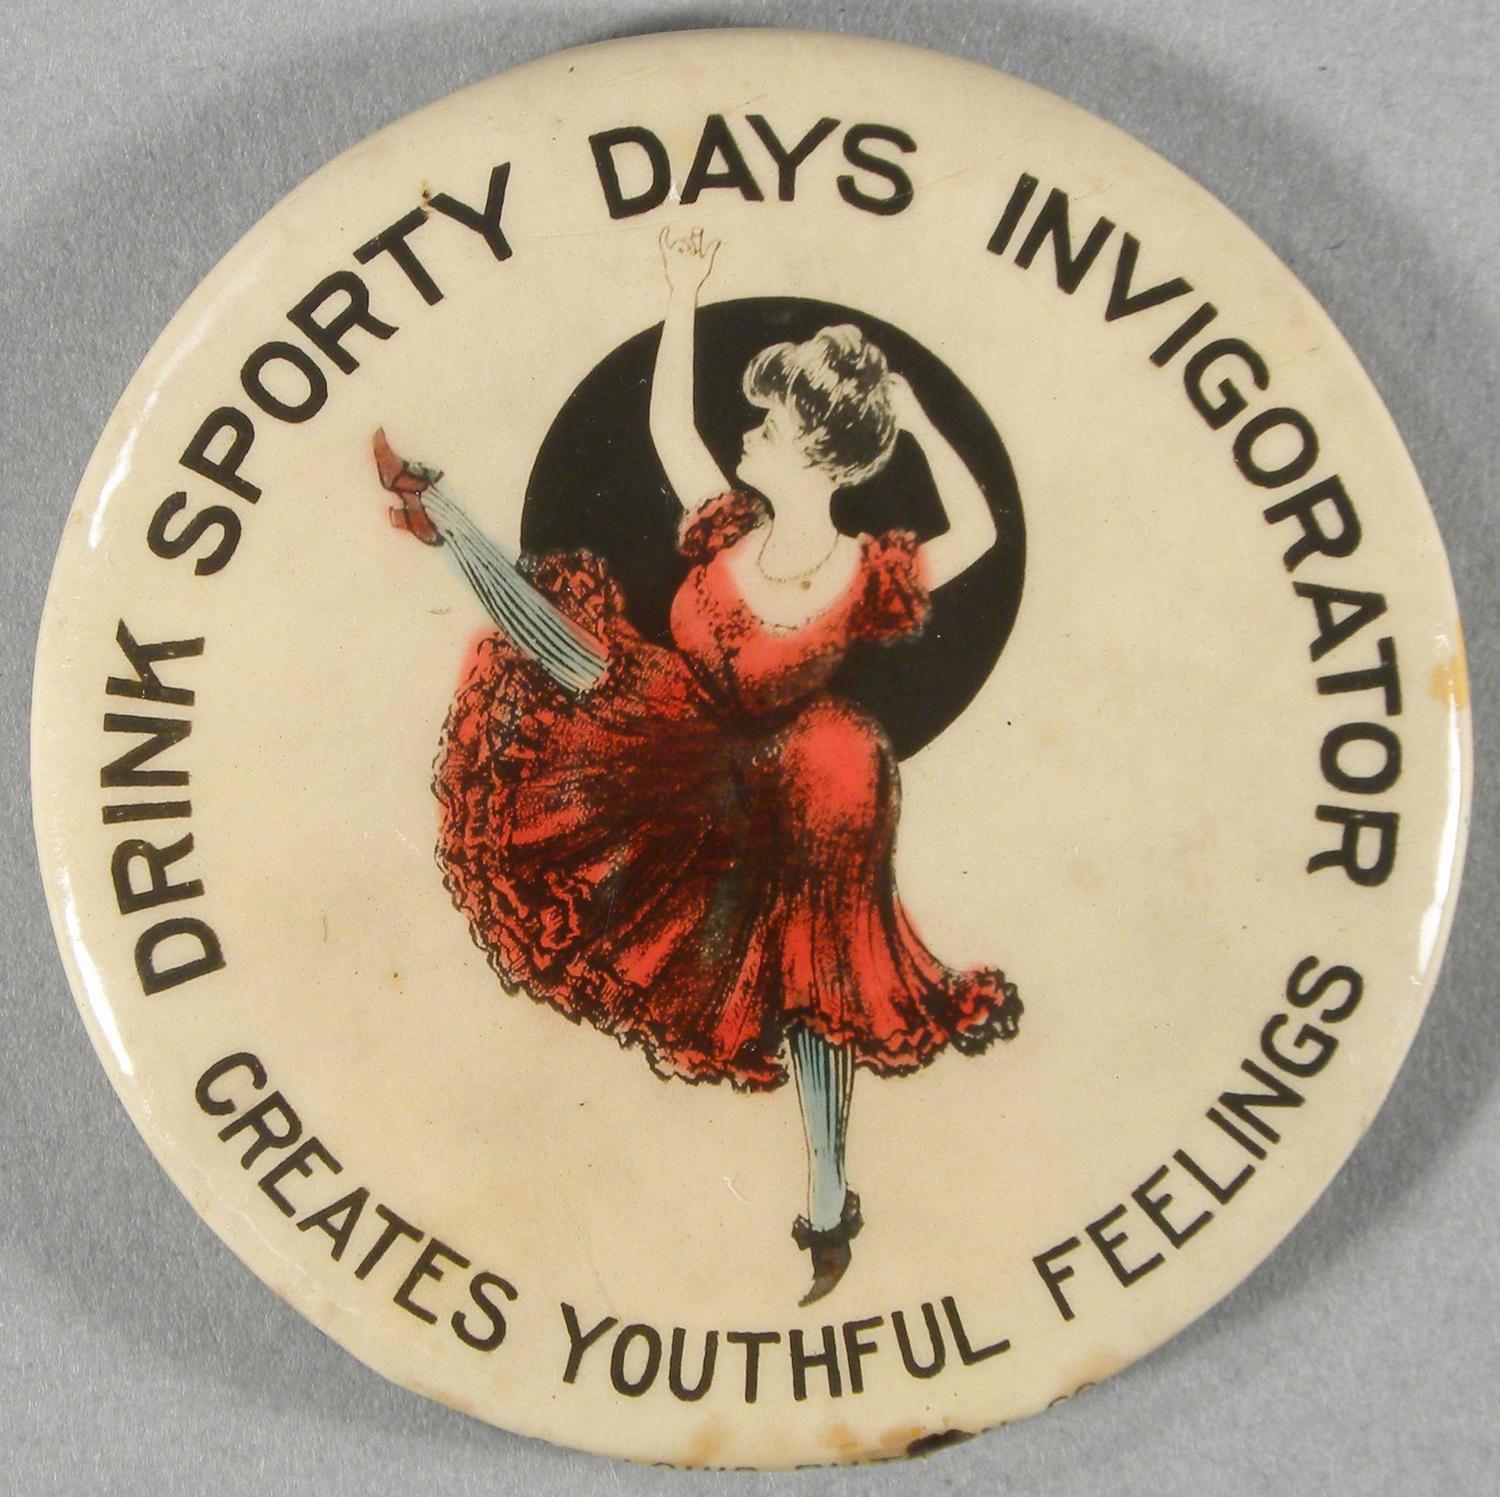 DRINK SPORTY DAYS INVIGORATOR
CREATES YOUTHFUL FEELINGS